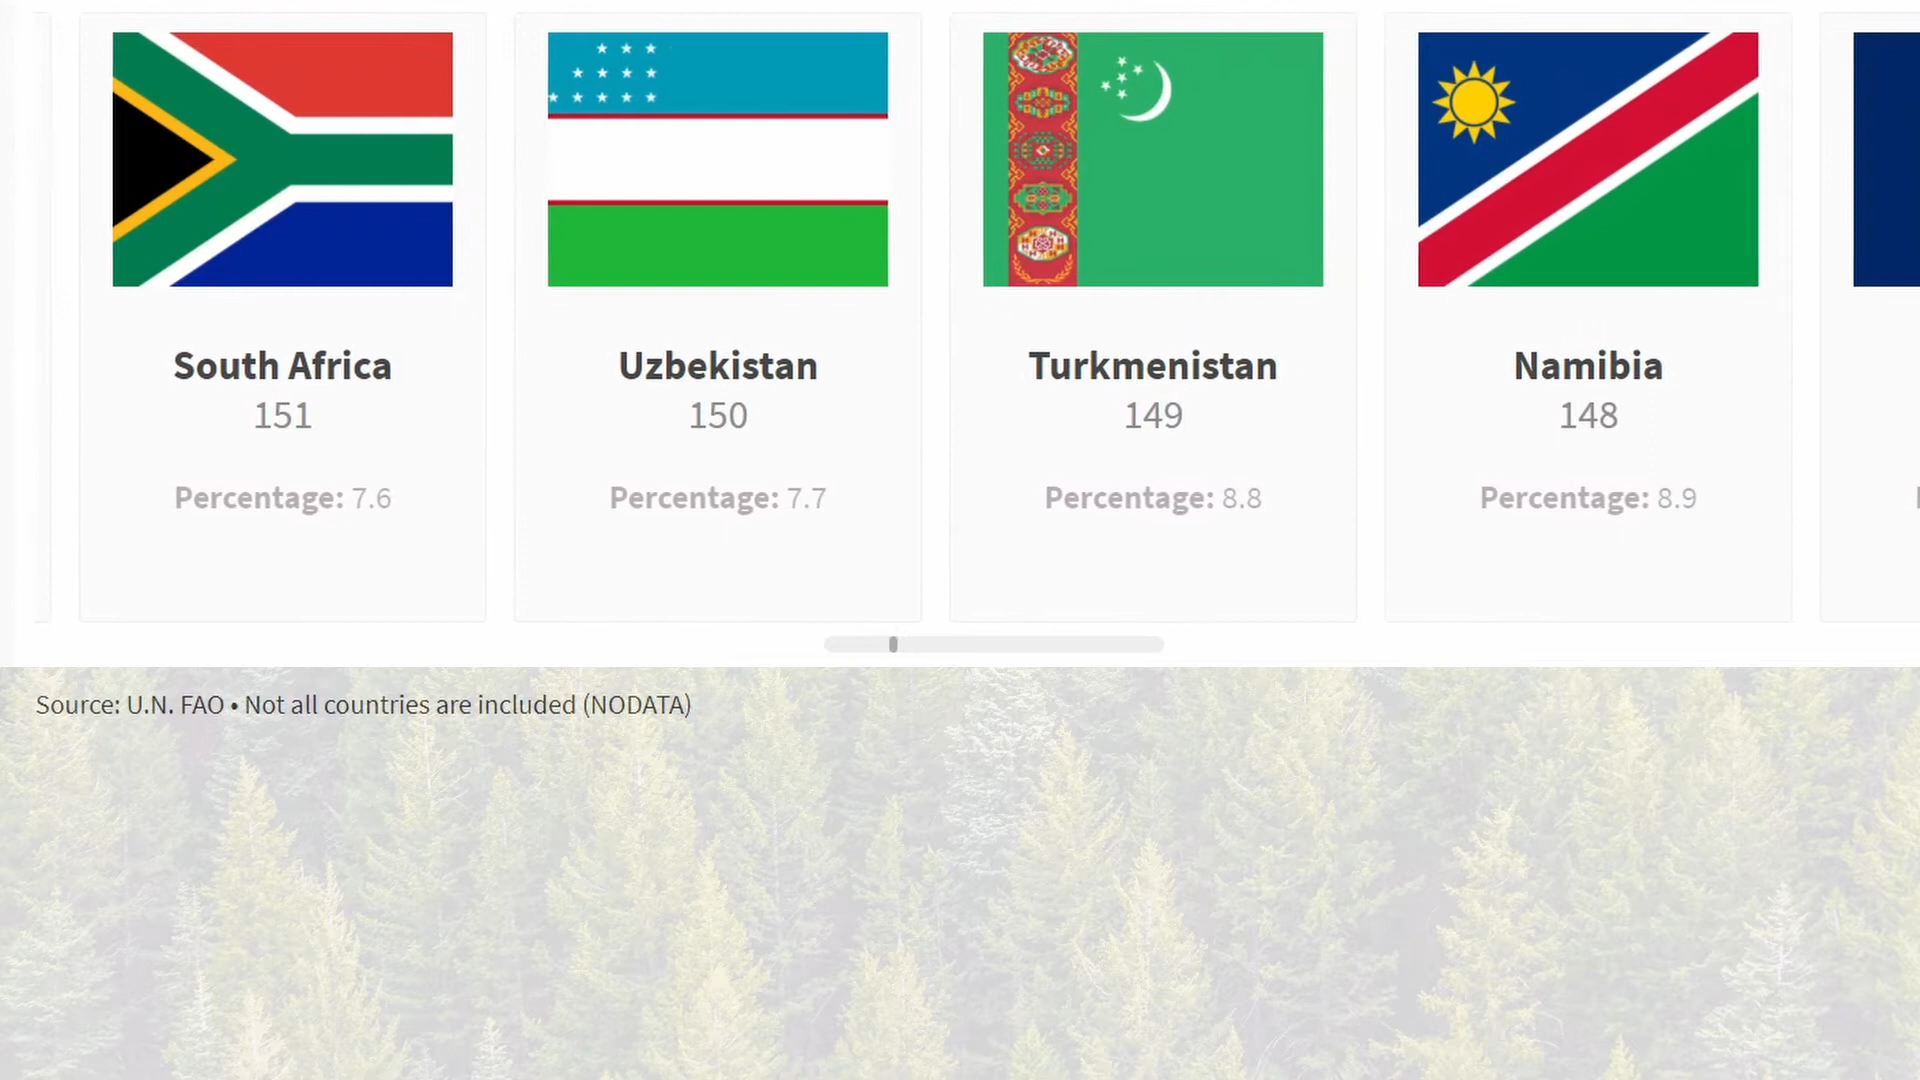 South Africa
151
Percentage: 7.6
Uzbekistan
150
Percentage: 7.7
Turkmenistan
149
Percentage: 8.8
Namibia
148
Percentage: 8.9
Source: U.N. FAO • Not all countries are included (NODATA)